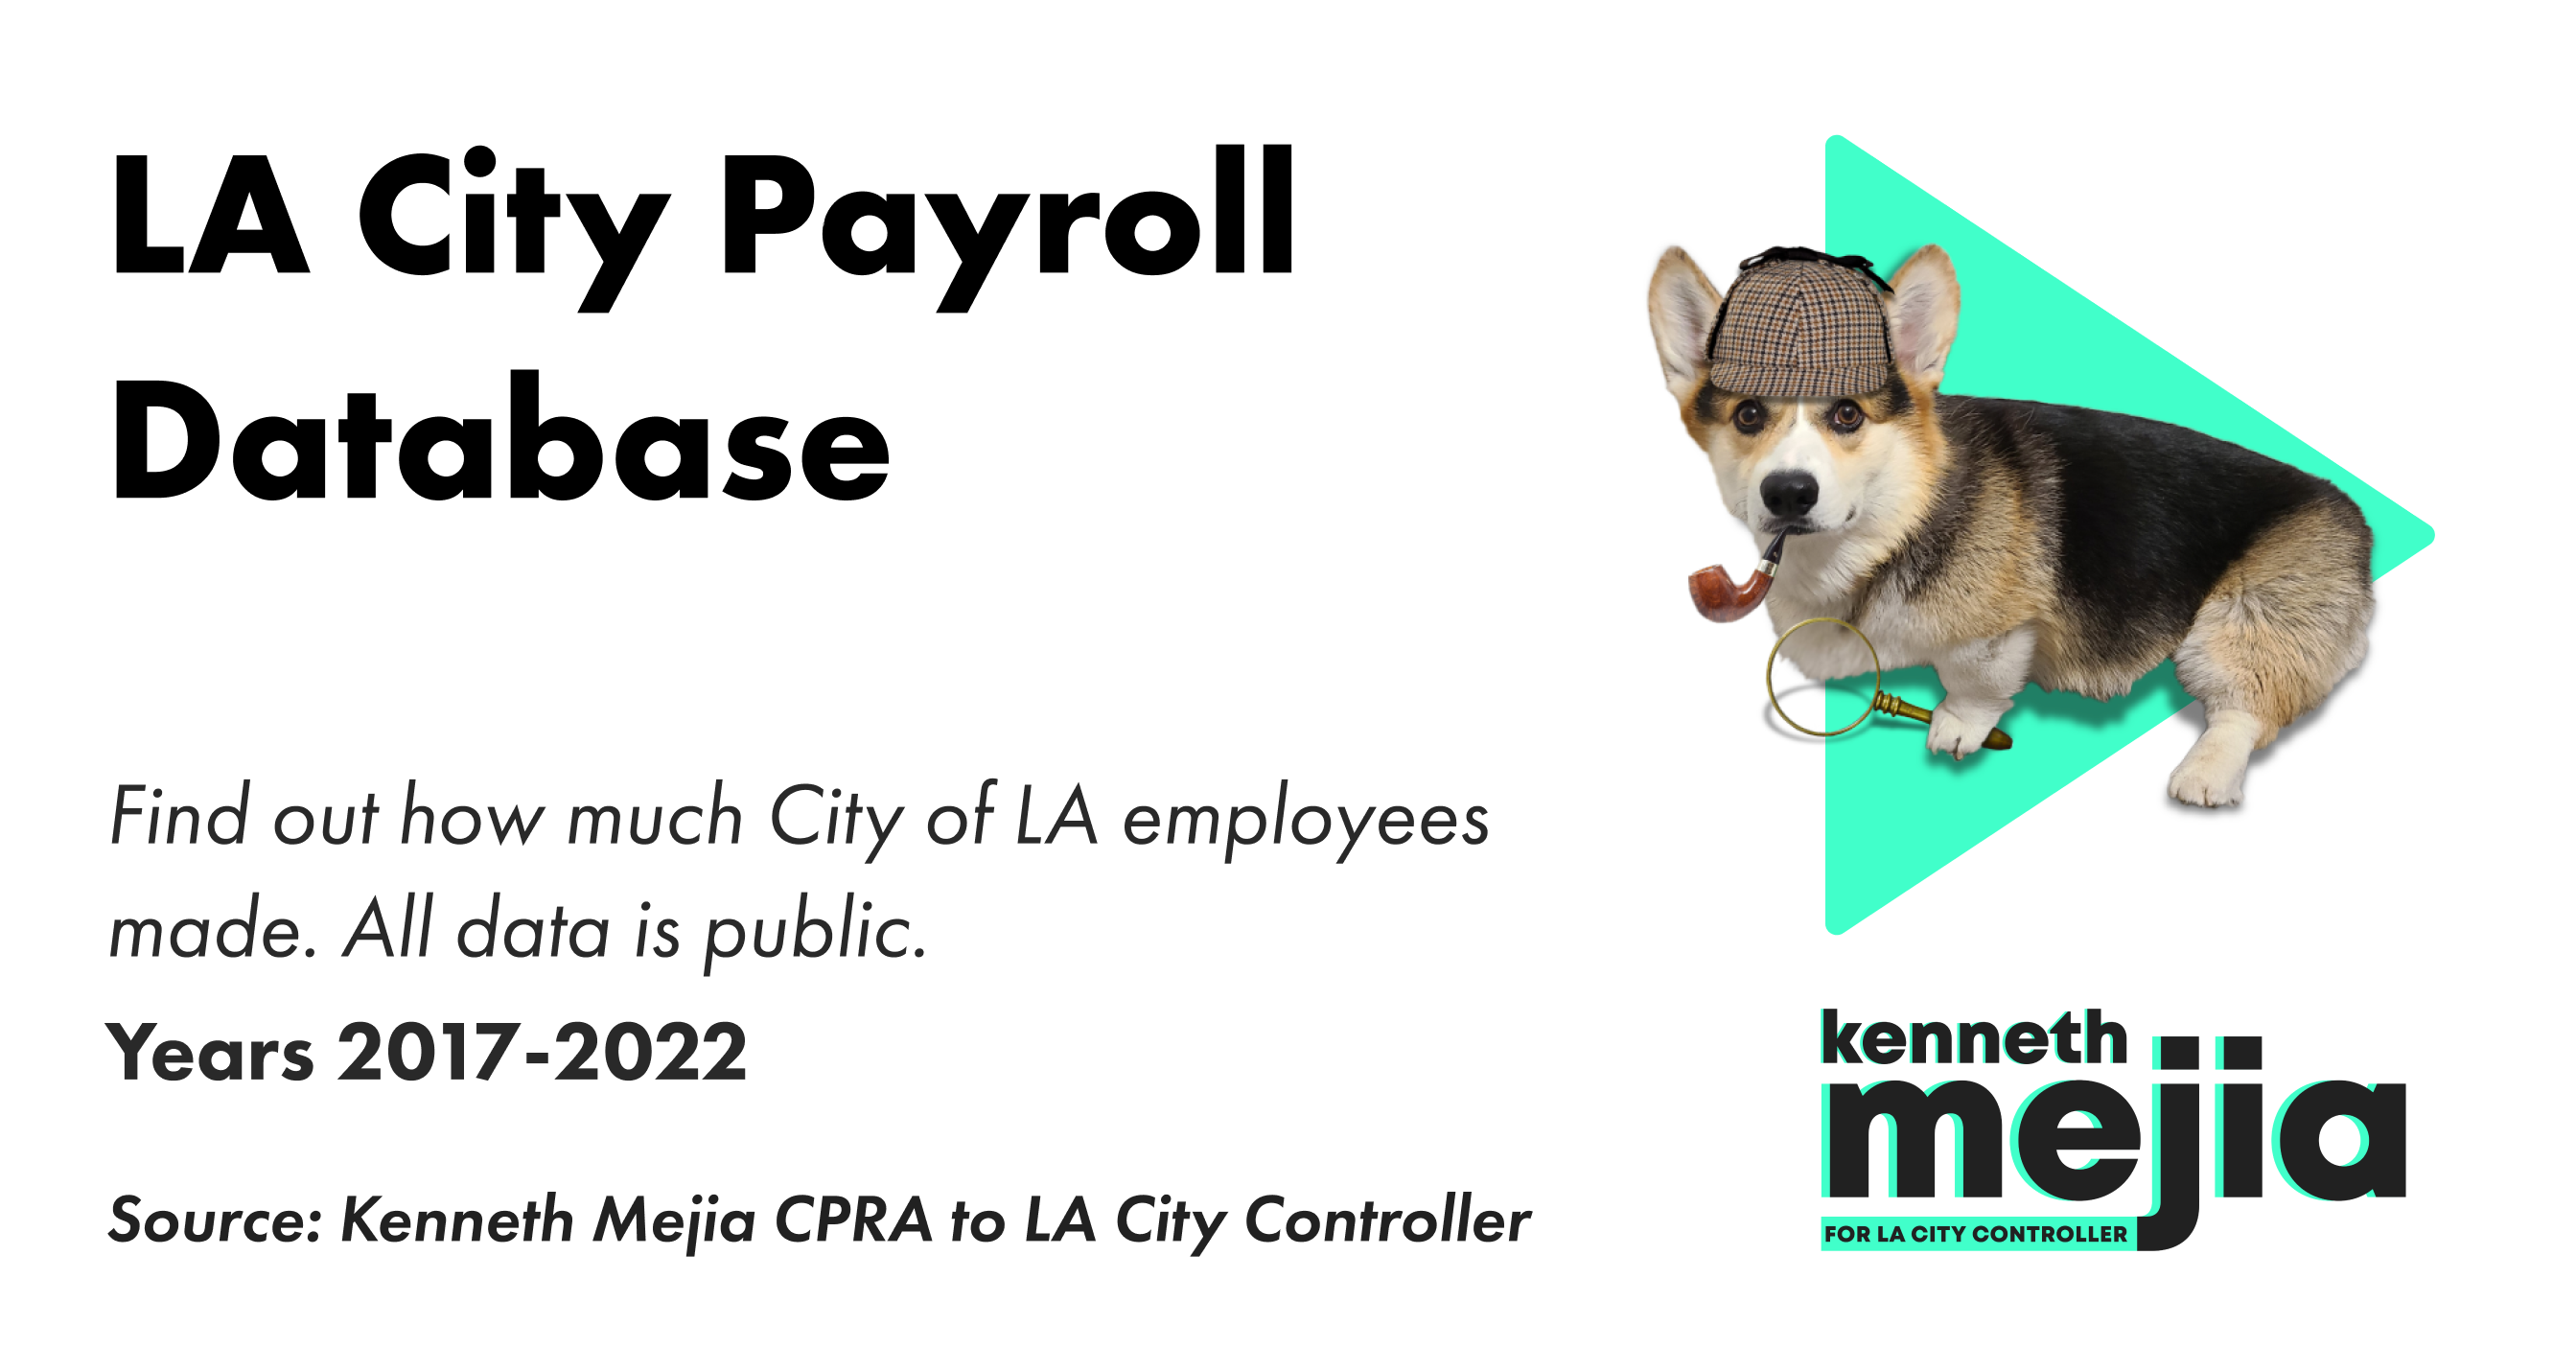 LA City Payroll
Database
Find out how much City of LA employees
made. All data is public.
Years 2017-2022
Source: Kenneth Mejia CPRA to LA City Controller
kenneth
mejia
FOR LA CITY CONTROLLER